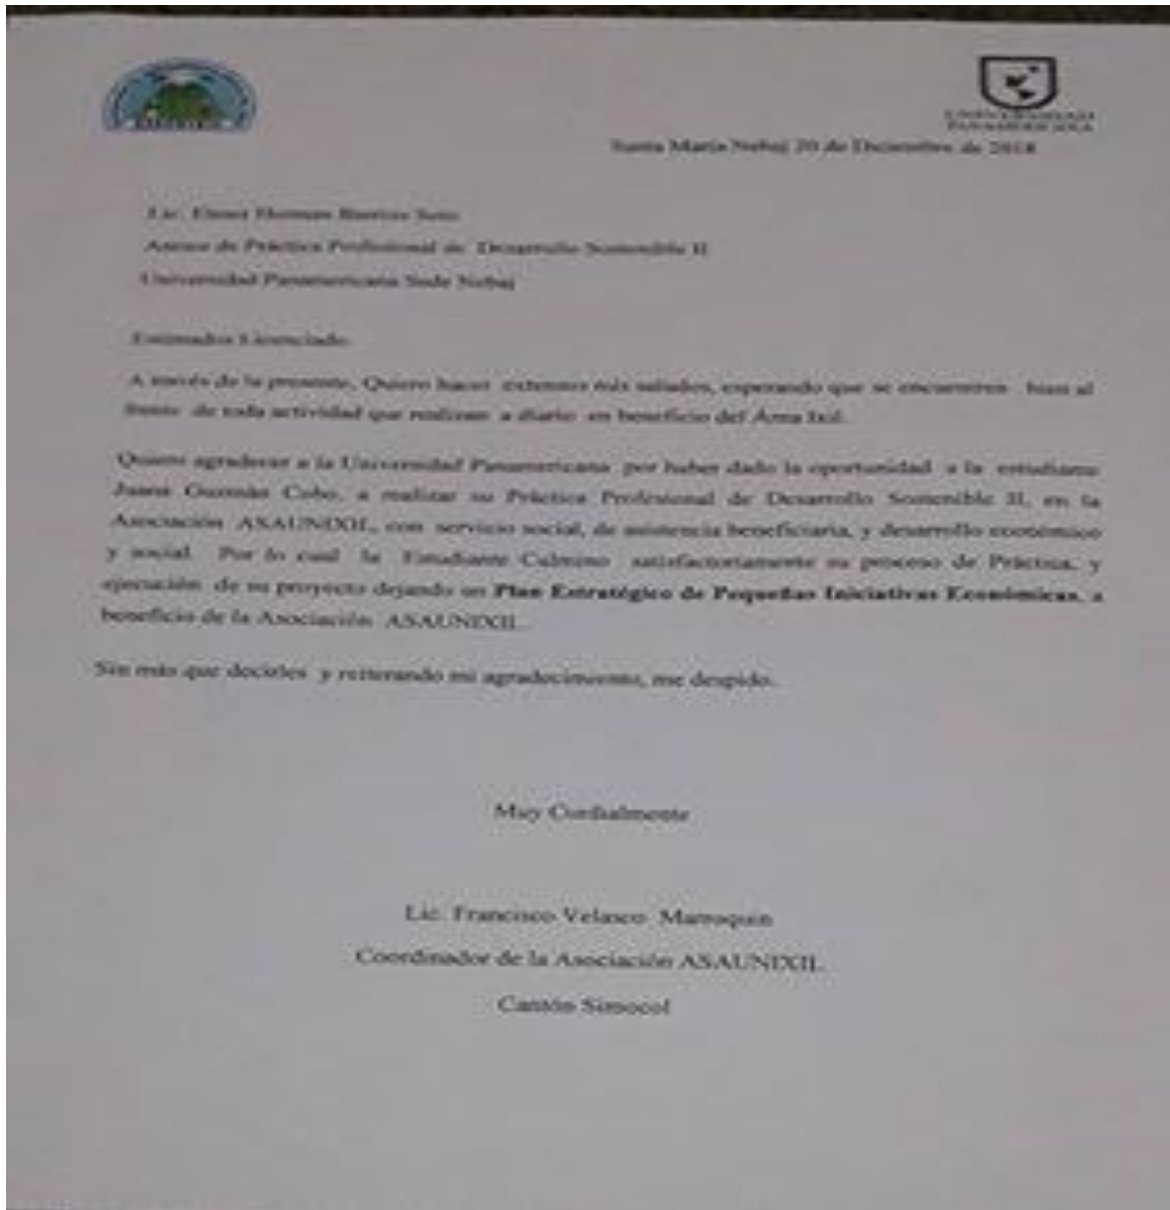 UNIVERSIDAD
PANAMERICANA
Santa María Nebaj 20 de Diciembre de 2018
Lic. Barrios Soto
Asesor de Práctica Profesional de Desarrollo Sostenible II
Universidad Panamericana Sede Nebaj
Estimados Licenciado.
A través de la presente, Quiero hacer extensos mis saludos, esperando que se encuentren bien al
frente de toda actividad que realizan a diario en beneficio del Área Ixil.
Quiero agradecer a la Universidad Panamericana por haber dado la oportunidad a la estudiante
Juana Guzmán Cobo, a realizar su Práctica Profesional de Desarrollo Sostenible II, en la
Asociación ASAUNIXIL, con servicio social, de asistencia beneficiaria, y desarrollo económico
y social. Por lo cual la Estudiante Culmino satisfactoriamente su proceso de Práctica, y
ejecución de su proyecto dejando un Plan Estratégico de Pequeñas Iniciativas Económicas, a
beneficio de la Asociación ASAUNIXIL.
Sin más que decirles y reiterando mi agradecimiento, me despido.
Muy Cordialmente
Lic. Francisco Velasco Marroquin
Coordinador de la Asociación ASAUNIXIL.
Cantón Simocol